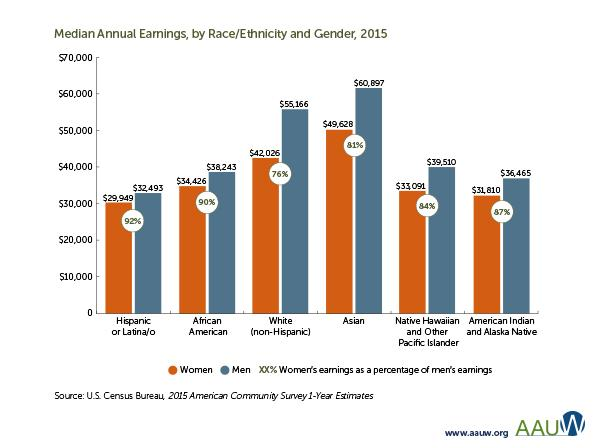 Median Annual Earnings, by Race/Ethnicity and Gender, 2015
$70,000
$60,000
$50,000
$40,000
$30,000
$20,000
$10,000
0
$29,949
$32,493
92%
$34,426
$38,243
90%
$42,026
$55,166
76%
$49,628
$60,897
81%
$33,091
$39,510
84%
$31,810
$36,465
87%
Hispanic
or Latina/o
African
American
White
(non-Hispanic)
Asian
Native Hawaiian
and Other
Pacific Islander
American Indian
and Alaska Native
Women Men XX% Women's earnings as a percentage of men's earnings
Source: U.S. Census Bureau, 2015 American Community Survey 1-Year Estimates
www.aauw.org AAUW